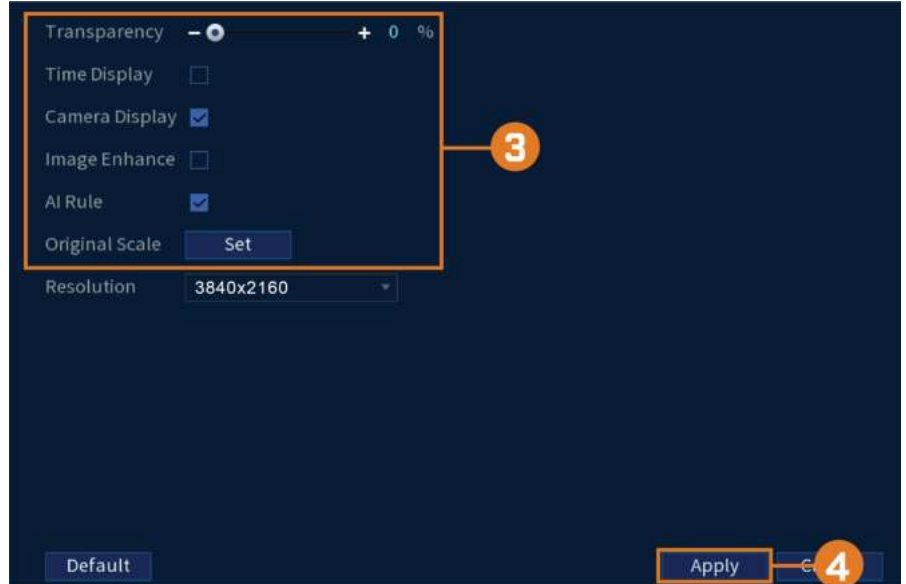 Transparency - + 0 %
Time Display
Camera Display
Image Enhance
AI Rule
Original Scale Set
3
Resolution 3840x2160
Default Apply 4